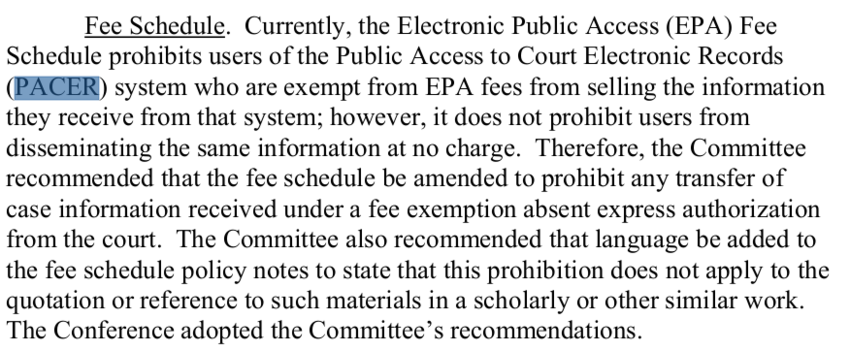 Fee Schedule.  Currently, the Electronic Public Access (EPA) Fee
Schedule prohibits users of the Public Access to Court Electronic Records
(PACER) system who are exempt from EPA fees from selling the information
they receive from that system; however, it does not prohibit users from
disseminating the same information at no charge.  Therefore, the Committee
recommended that the fee schedule be amended to prohibit any transfer of
case information received under a fee exemption absent express authorization
from the court.  The Committee also recommended that language be added to
the fee schedule policy notes to state that this prohibition does not apply to the
quotation or reference to such materials in a scholarly or other similar work.
The Conference adopted the Committee’s recommendations.